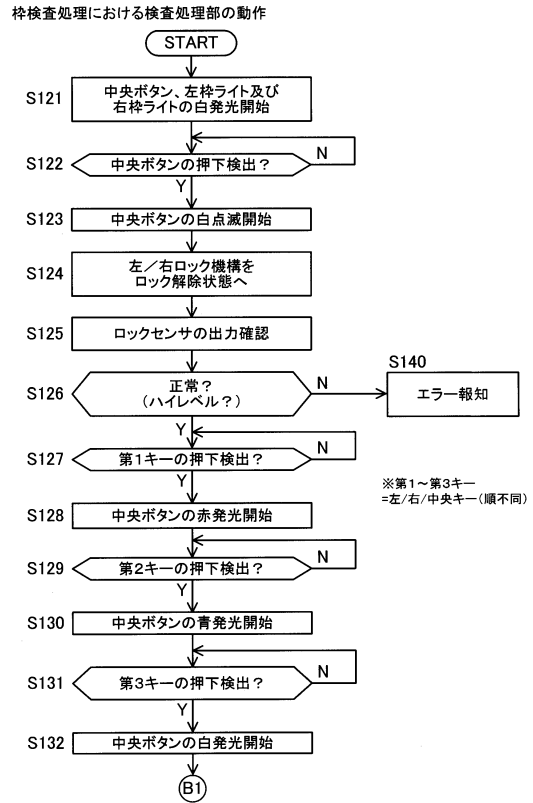 枠検査処理における検査処理部の動作
START
S121
中央ボタン、左枠ライト及び
右枠ライトの白発光開始
S122
中央ボタンの押下検出？
N
Y
S123
中央ボタンの白点滅開始
S124
左／右ロック機構を
ロック解除状態へ
S125
ロックセンサの出力確認
S126
正常？
(ハイレベル？)
N
S140
エラー報知
Y
S127
第１キーの押下検出？
N
Y
※第１～第３キー
=左/右/中央キー(順不同)
S128
中央ボタンの赤発光開始
S129
第２キーの押下検出？
N
Y
S130
中央ボタンの青発光開始
S131
第３キーの押下検出？
N
Y
S132
中央ボタンの白発光開始
B1